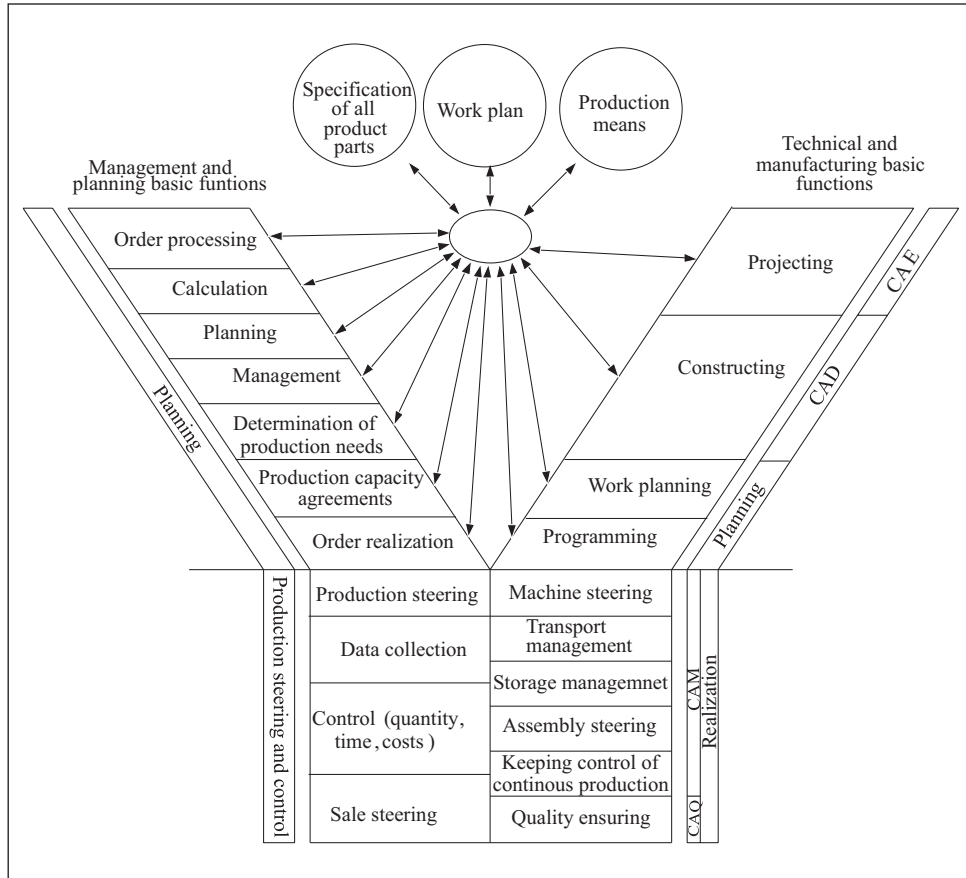 Specification
of all
product
parts
Work plan
Production
means
Management and
planning basic funtions
Technical and
manufacturing basic
functions
Order processing
Calculation
Planning
Management
Determination of
production needs
Production capacity
agreements
Order realization
Planning
Projecting
Constructing
Work planning
Programming
CAE
CAD
Planning
Production steering and control
Production steering
Data collection
Control (quantity,
time, costs)
Sale steering
Machine steering
Transport
management
Storage managemnet
Assembly steering
Keeping control of
continous production
Quality ensuring
CAM
CAQ
Realization